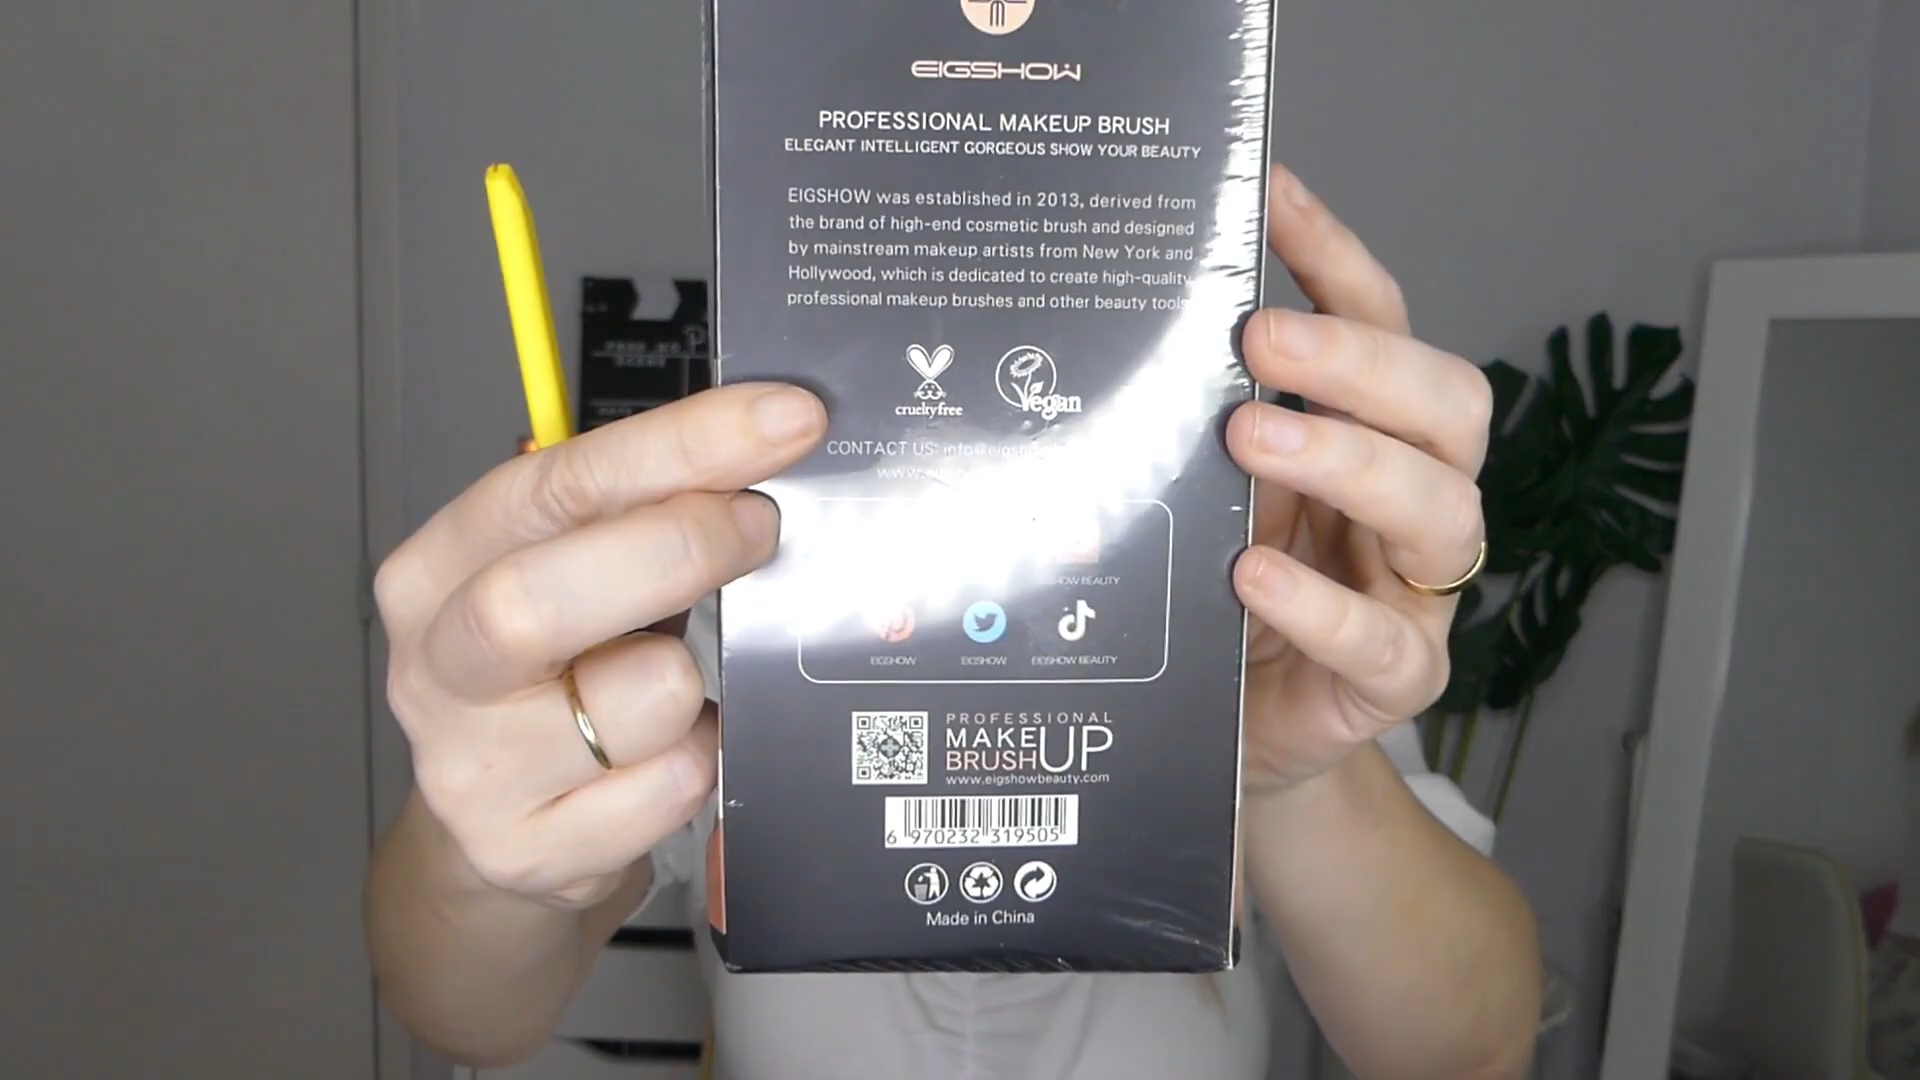 EIGSHOW
PROFESSIONAL MAKEUP BRUSH
ELEGANT INTELLIGENT GORGEOUS SHOW YOUR BEAUTY
EIGSHOW was established in 2013, derived from
the brand of high-end cosmetic brush and designed
by mainstream makeup artists from New York and
Hollywood, which is dedicated to create high-quality
professional makeup brushes and other beauty tools
crueltyfree
Vegan
CONTACT US:
BEAUTY
EIGSHOW
EIGSHOW
EIGSHOW BEAUTY
PROFESSIONAL
MAKE UP
BRUSH
www.eigshowbeauty.com
6 970232 319505
Made in China